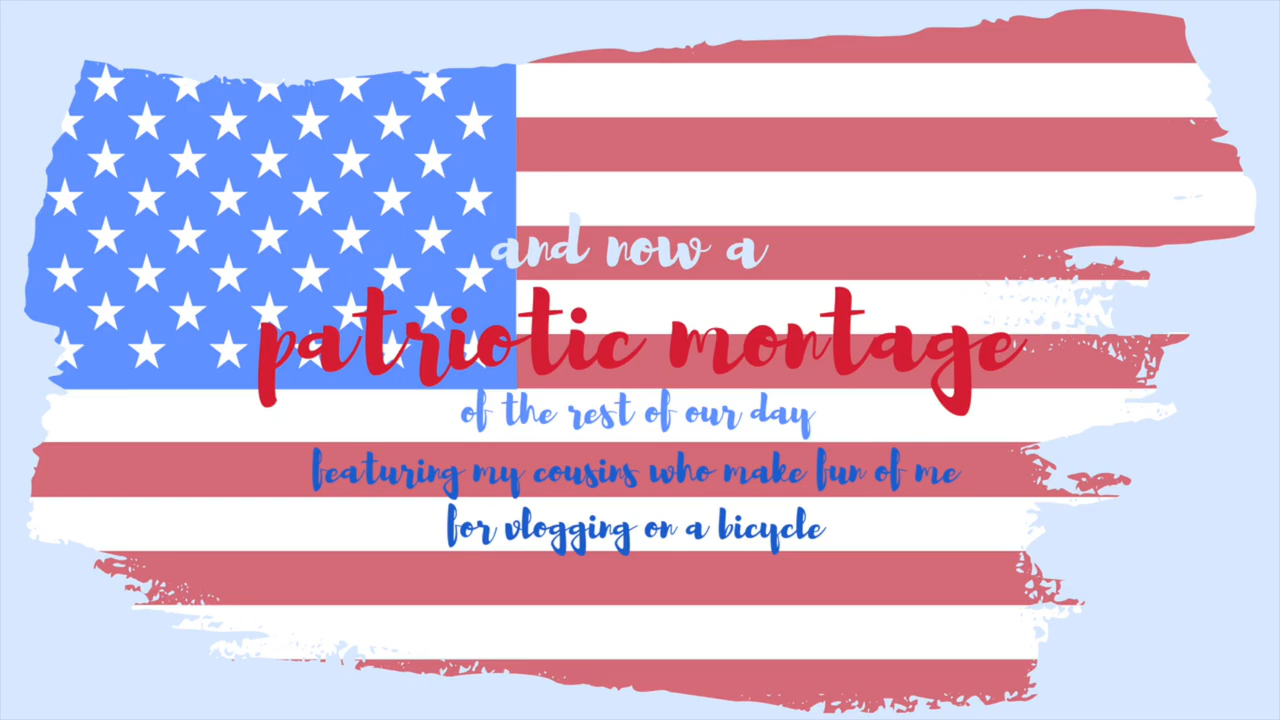 and now a
patriotic montage
of the rest of our day
featuring my cousins who make fun of me
for vlogging on a bicycle